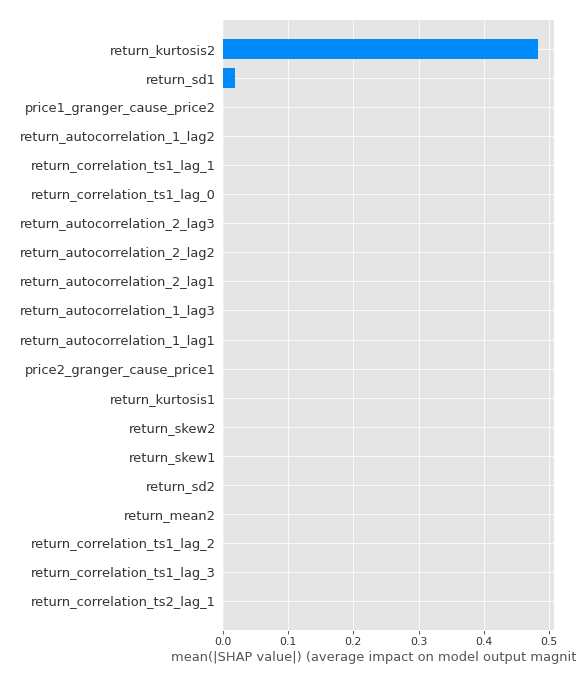 return_kurtosis2
return_sd1
price1_granger_cause_price2
return_autocorrelation_1_lag2
return_correlation_ts1_lag_1
return_correlation_ts1_lag_0
return_autocorrelation_2_lag3
return_autocorrelation_2_lag2
return_autocorrelation_2_lag1
return_autocorrelation_1_lag3
return_autocorrelation_1_lag1
price2_granger_cause_price1
return_kurtosis1
return_skew2
return_skew1
return_sd2
return_mean2
return_correlation_ts1_lag_2
return_correlation_ts1_lag_3
return_correlation_ts2_lag_1
0.0 0.1 0.2 0.3 0.4 0.5
mean(|SHAP value|) (average impact on model output magnit